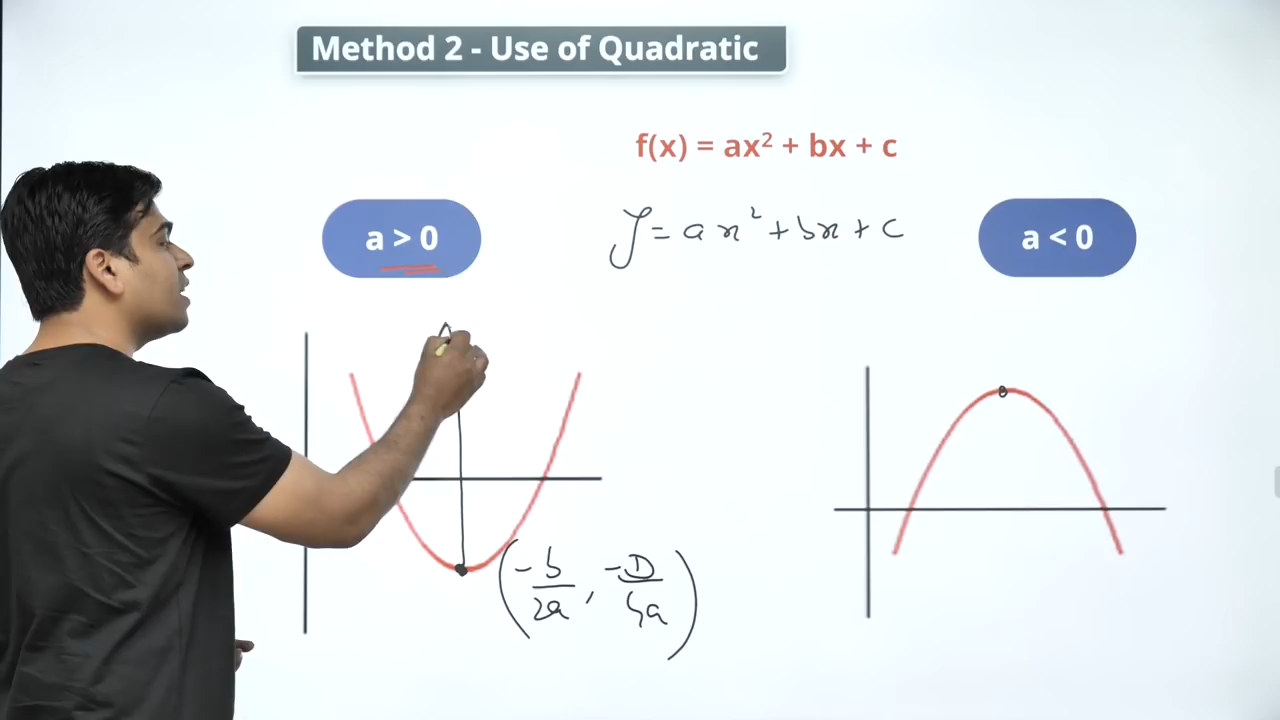 Method 2 - Use of Quadratic
f(x) = ax² + bx + c
a > 0
y = ax² + bx + c
a < 0
(-b/2a, -D/4a)